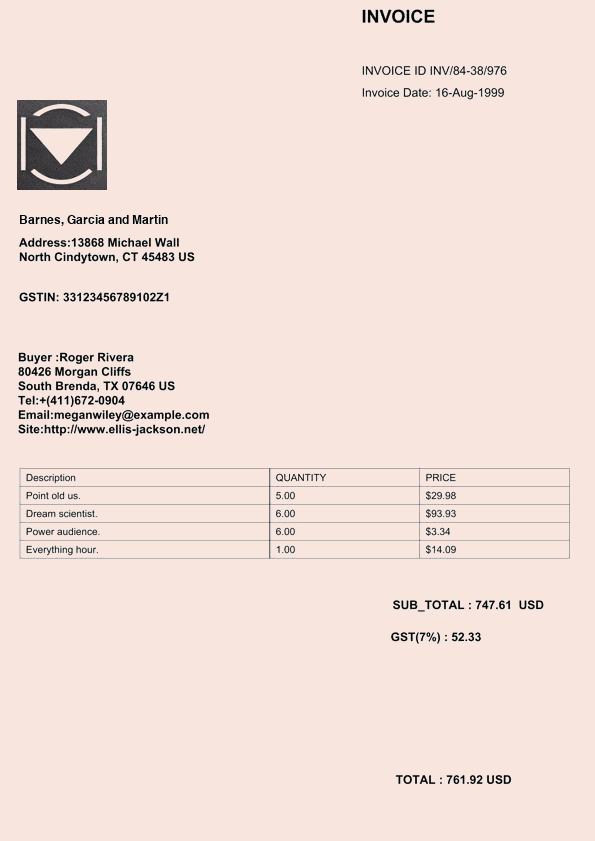 INVOICE
INVOICE ID INV/84-38/976
Invoice Date: 16-Aug-1999
Barnes, Garcia and Martin
Address:13868 Michael Wall
North Cindytown, CT 45483 US
GSTIN: 33123456789102Z1
Buyer :Roger Rivera
80426 Morgan Cliffs
South Brenda, TX 07646 US
Tel:+(411)672-0904
Email:meganwiley@example.com
Site:http://www.ellis-jackson.net/
Description QUANTITY PRICE
Point old us. 5.00 $29.98
Dream scientist. 6.00 $93.93
Power audience. 6.00 $3.34
Everything hour. 1.00 $14.09
SUB_TOTAL : 747.61 USD
GST(7%) : 52.33
TOTAL : 761.92 USD